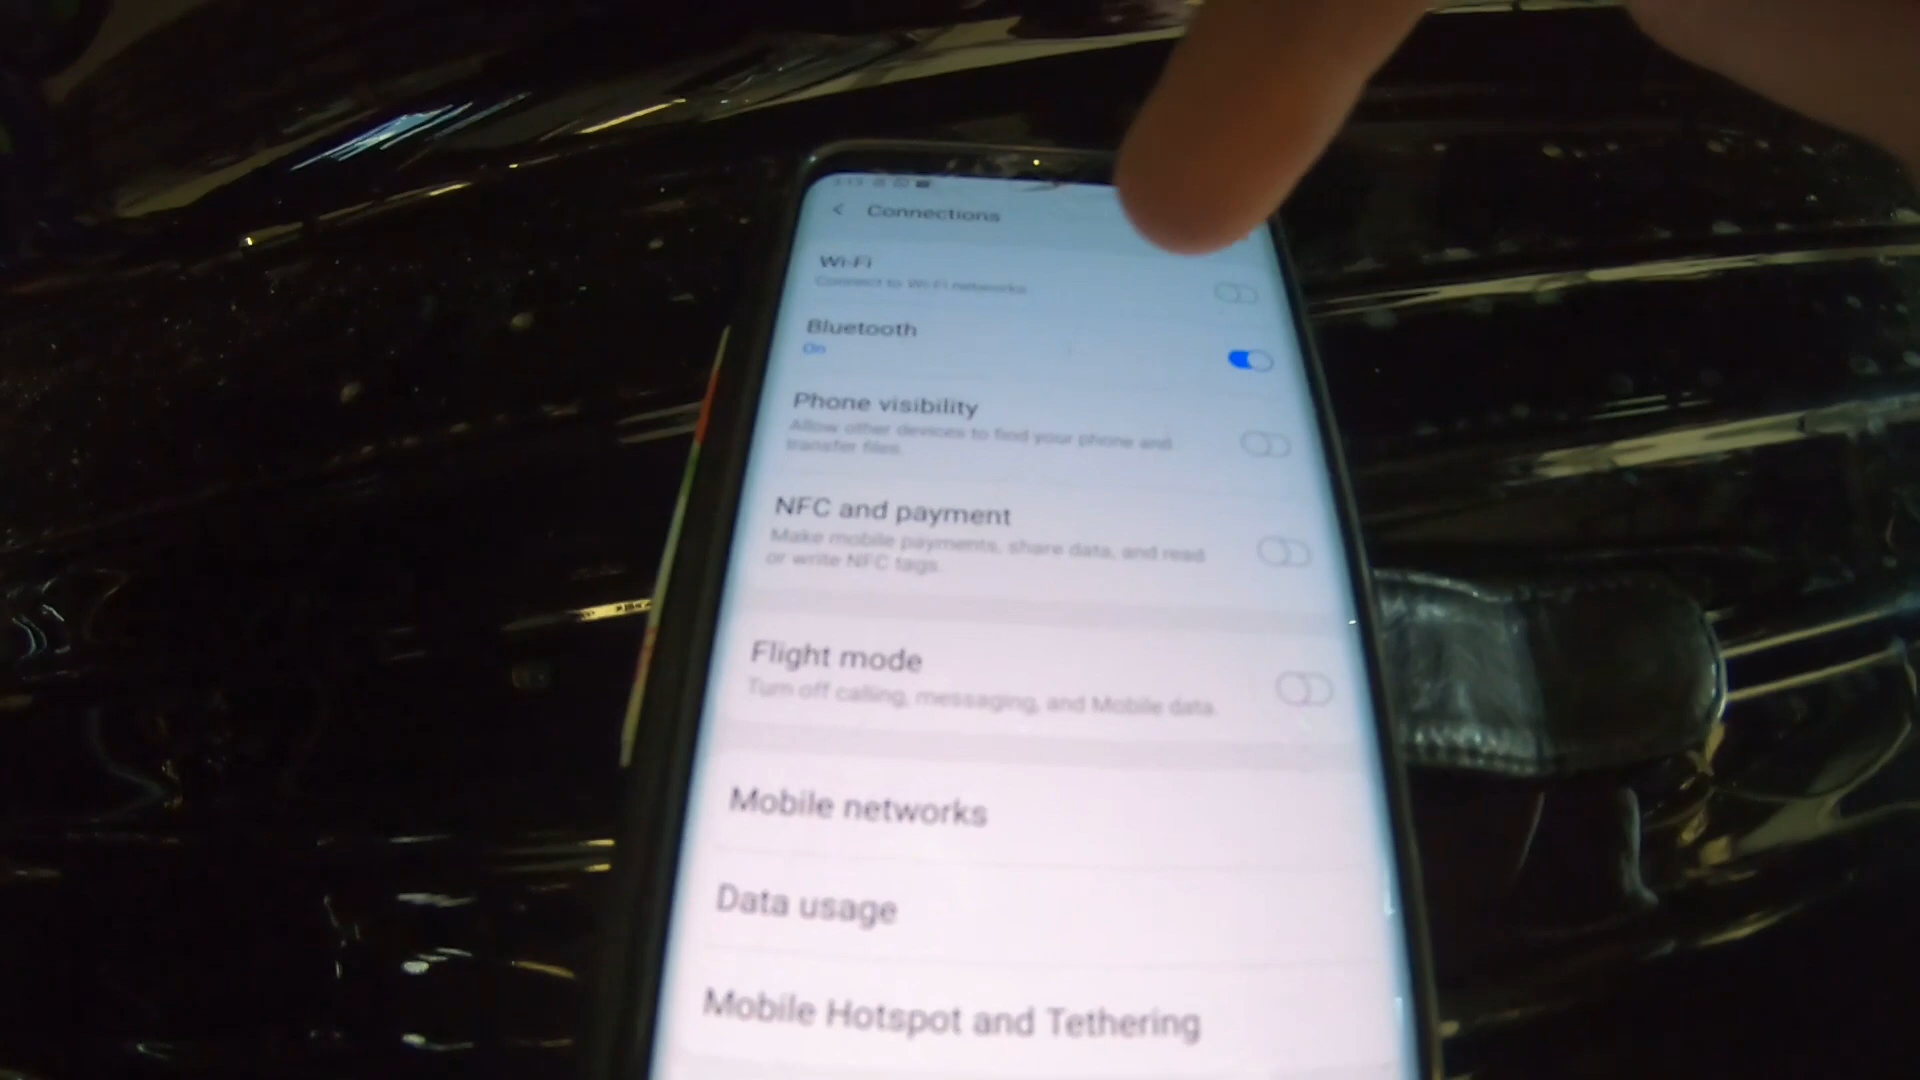 Connections
Wi-Fi
Connect to Wi-Fi networks
Bluetooth
On
Phone visibility
Allow other devices to find your phone and
transfer files.
NFC and payment
Make mobile payments, share data, and read
or write NFC tags.
Flight mode
Turn off calling, messaging, and Mobile data.
Mobile networks
Data usage
Mobile Hotspot and Tethering